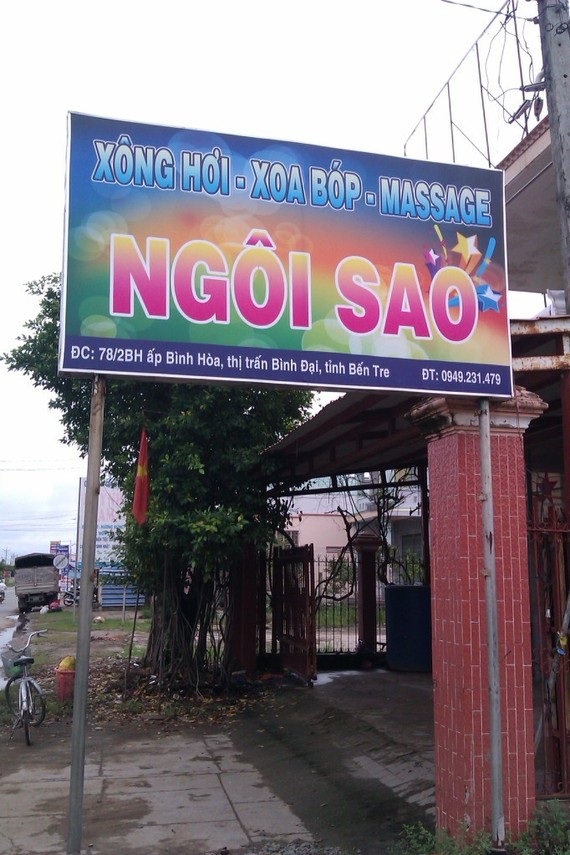 XÔNG HƠI - XOA BÓP - MASSAGE
NGÔI SAO
ĐC: 78/2BH ấp Bình Hòa, thị trấn Bình Đại, tỉnh Bến Tre ĐT: 0949.231.479